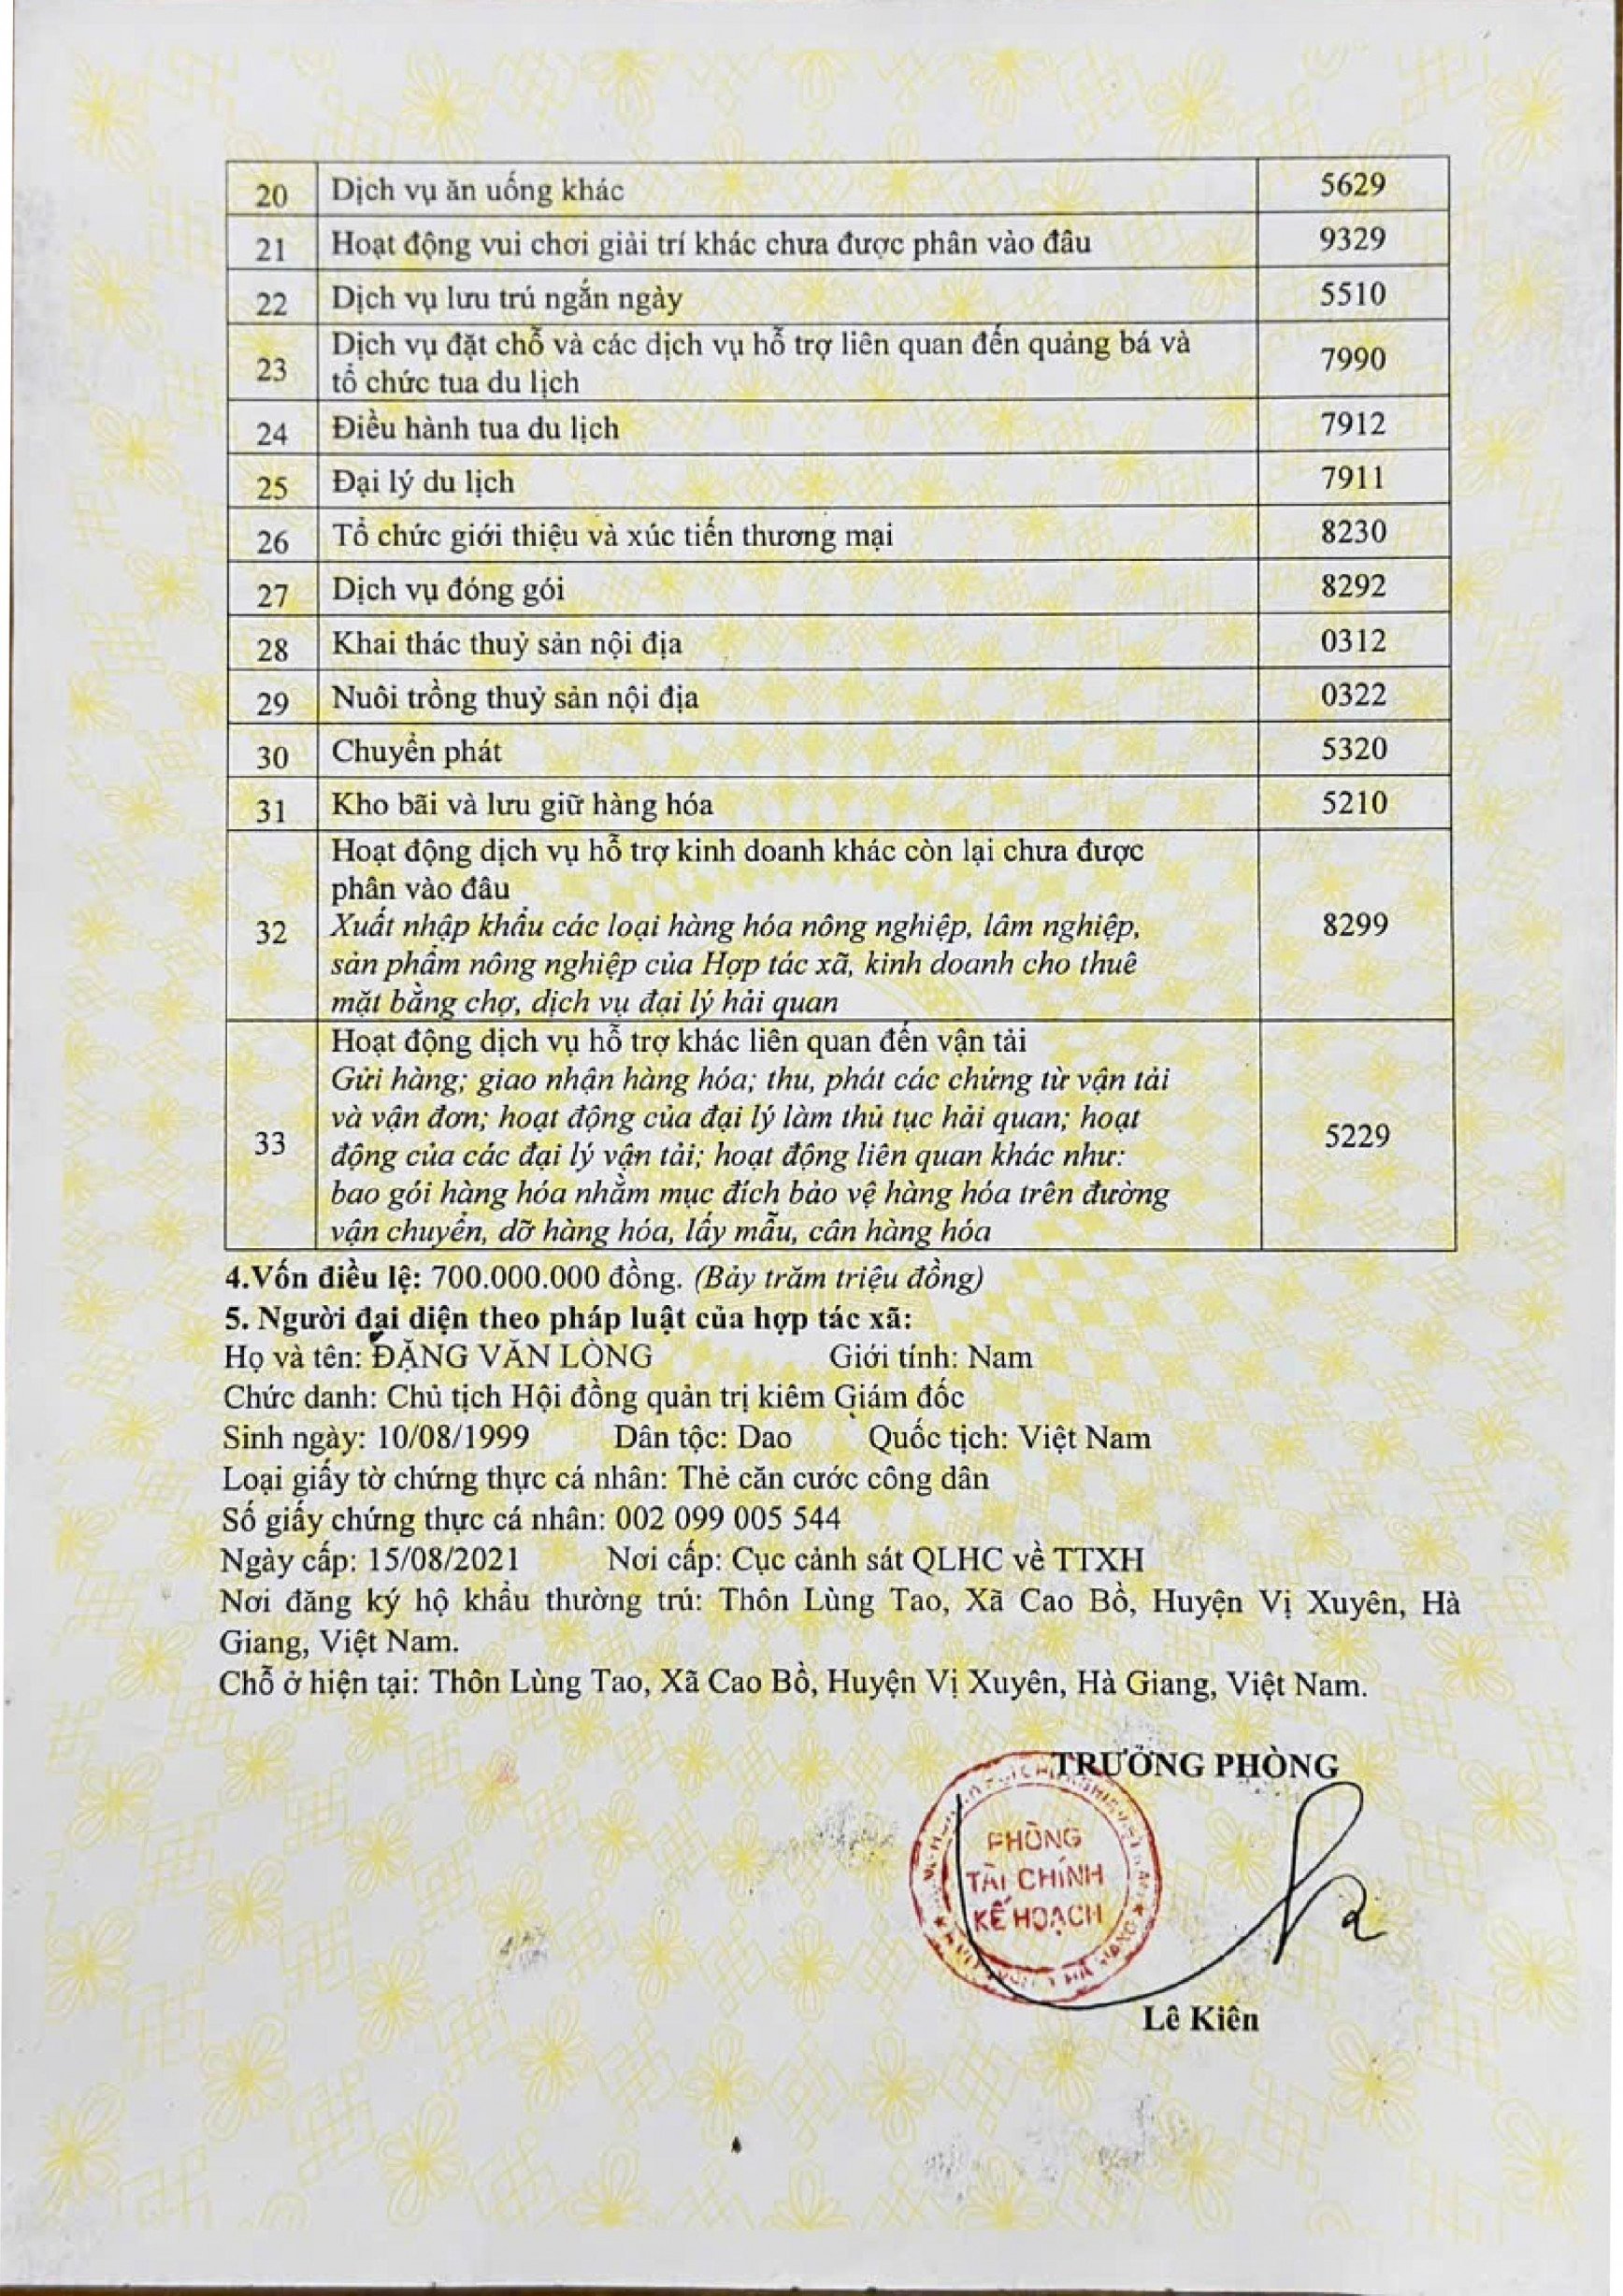 20 Dịch vụ ăn uống khác 5629
21 Hoạt động vui chơi giải trí khác chưa được phân vào đâu 9329
22 Dịch vụ lưu trú ngắn ngày 5510
23 Dịch vụ đặt chỗ và các dịch vụ hỗ trợ liên quan đến quảng bá và
tổ chức tua du lịch 7990
24 Điều hành tua du lịch 7912
25 Đại lý du lịch 7911
26 Tổ chức giới thiệu và xúc tiến thương mại 8230
27 Dịch vụ đóng gói 8292
28 Khai thác thuỷ sản nội địa 0312
29 Nuôi trồng thuỷ sản nội địa 0322
30 Chuyển phát 5320
31 Kho bãi và lưu giữ hàng hóa 5210
Hoạt động dịch vụ hỗ trợ kinh doanh khác còn lại chưa được
phân vào đâu
32 Xuất nhập khẩu các loại hàng hóa nông nghiệp, lâm nghiệp, 8299
sản phẩm nông nghiệp của Hợp tác xã, kinh doanh cho thuê
mặt bằng chợ, dịch vụ đại lý hải quan
Hoạt động dịch vụ hỗ trợ khác liên quan đến vận tải
Gửi hàng; giao nhận hàng hóa; thu, phát các chứng từ vận tải
và vận đơn; hoạt động của đại lý làm thủ tục hải quan; hoạt
33 động của các đại lý vận tải; hoạt động liên quan khác như: 5229
bao gói hàng hóa nhằm mục đích bảo vệ hàng hóa trên đường
vận chuyển, dỡ hàng hóa, lấy mẫu, cân hàng hóa
4.Vốn điều lệ: 700.000.000 đồng. (Bảy trăm triệu đồng)
5. Người đại diện theo pháp luật của hợp tác xã:
Họ và tên: ĐẶNG VĂN LÒNG Giới tính: Nam
Chức danh: Chủ tịch Hội đồng quản trị kiêm Giám đốc
Sinh ngày: 10/08/1999 Dân tộc: Dao Quốc tịch: Việt Nam
Loại giấy tờ chứng thực cá nhân: Thẻ căn cước công dân
Số giấy chứng thực cá nhân: 002 099 005 544
Ngày cấp: 15/08/2021 Nơi cấp: Cục cảnh sát QLHC về TTXH
Nơi đăng ký hộ khẩu thường trú: Thôn Lùng Tao, Xã Cao Bồ, Huyện Vị Xuyên, Hà
Giang, Việt Nam.
Chỗ ở hiện tại: Thôn Lùng Tao, Xã Cao Bồ, Huyện Vị Xuyên, Hà Giang, Việt Nam.
TRƯỞNG PHÒNG
PHÒNG
TÀI CHÍNH
KẾ HOẠCH
Lê Kiên